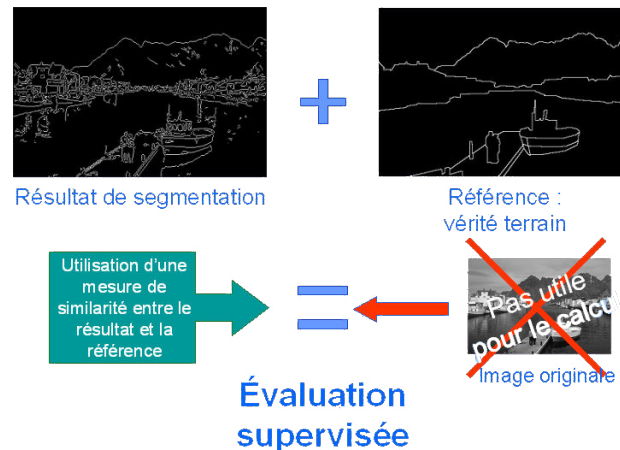 Résultat de segmentation
Référence :
vérité terrain
Utilisation d'une
mesure de
similarité entre le
résultat et la
référence
Pas utile
pour le calcul
Image originale
Évaluation
supervisée